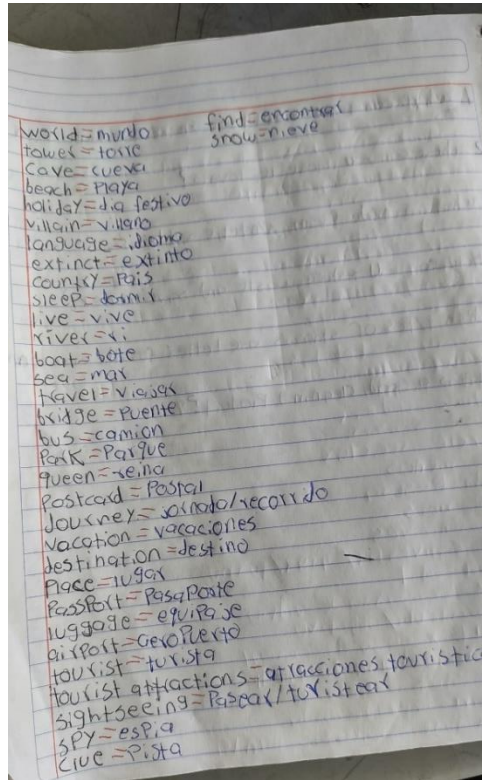 world=mundo
tower=torre
cave=cueva
beach=Playa
holiday=dia festivo
villain=villano
language=idioma
extinct=extinto
country=Pais
sleep=dormir
live=vive
river=ri
boat=bote
sea=mar
travel=viajar
bridge=Puente
bus=camion
Park=Parque
queen=reina
Postcard=Postal
Journey=jornada/recorrido
Vacation=vacaciones
destination=destino
Place=lugar
PassPort=PasaPorte
luggage=equipaje
airport=aeroPuerto
tourist=turista
tourist attractions=atracciones touristic
sightseeing=Pasear/turistear
SPY=esPia
Clue=Pista
find=encontrar
snow=nieve